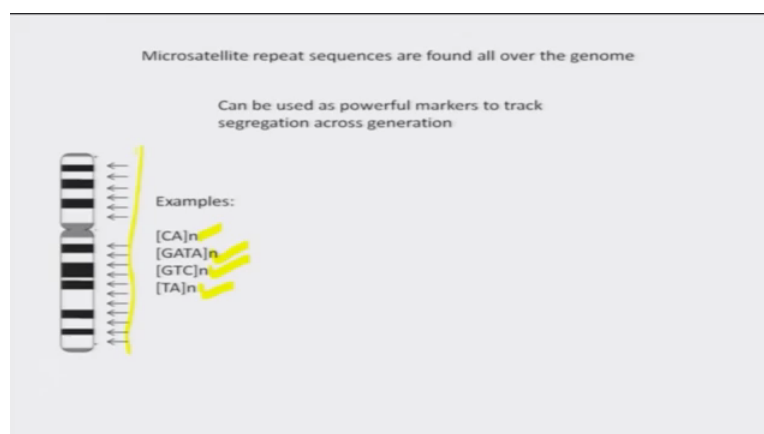 Microsatellite repeat sequences are found all over the genome
Can be used as powerful markers to track
segregation across generation
Examples:
[CA]n
[GATA]n
[GTC]n
[TA]n